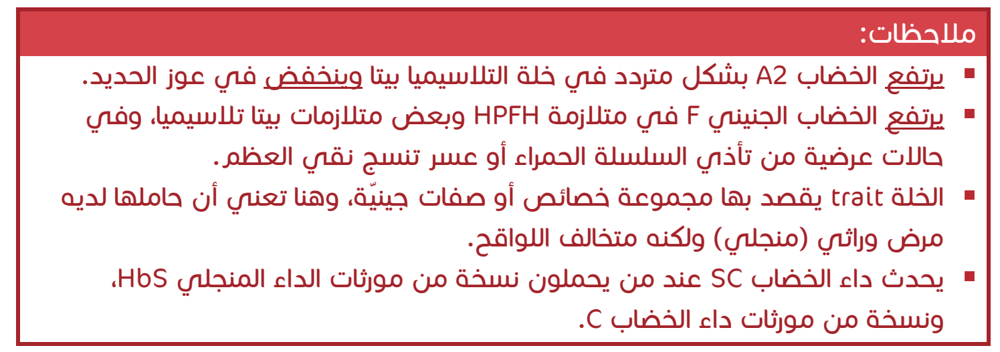 ملاحظات:
▪ يرتفع الخضاب A2 بشكل متردد في خلة التلاسيميا بيتا وينخفض في عوز الحديد.
▪ يرتفع الخضاب الجنيني F في متلازمة HPFH وبعض متلازمات بيتا تلاسيميا، وفي
حالات عرضية من تأذي السلسلة الحمراء أو عسر تنسج نقي العظم.
▪ الخلة trait يقصد بها مجموعة خصائص أو صفات جينيّة، وهنا تعني أن حاملها لديه
مرض وراثي (منجلي) ولكنه متخالف اللواقح.
▪ يحدث داء الخضاب SC عند من يحملون نسخة من مورثات الداء المنجلي HbS،
ونسخة من مورثات داء الخضاب C.